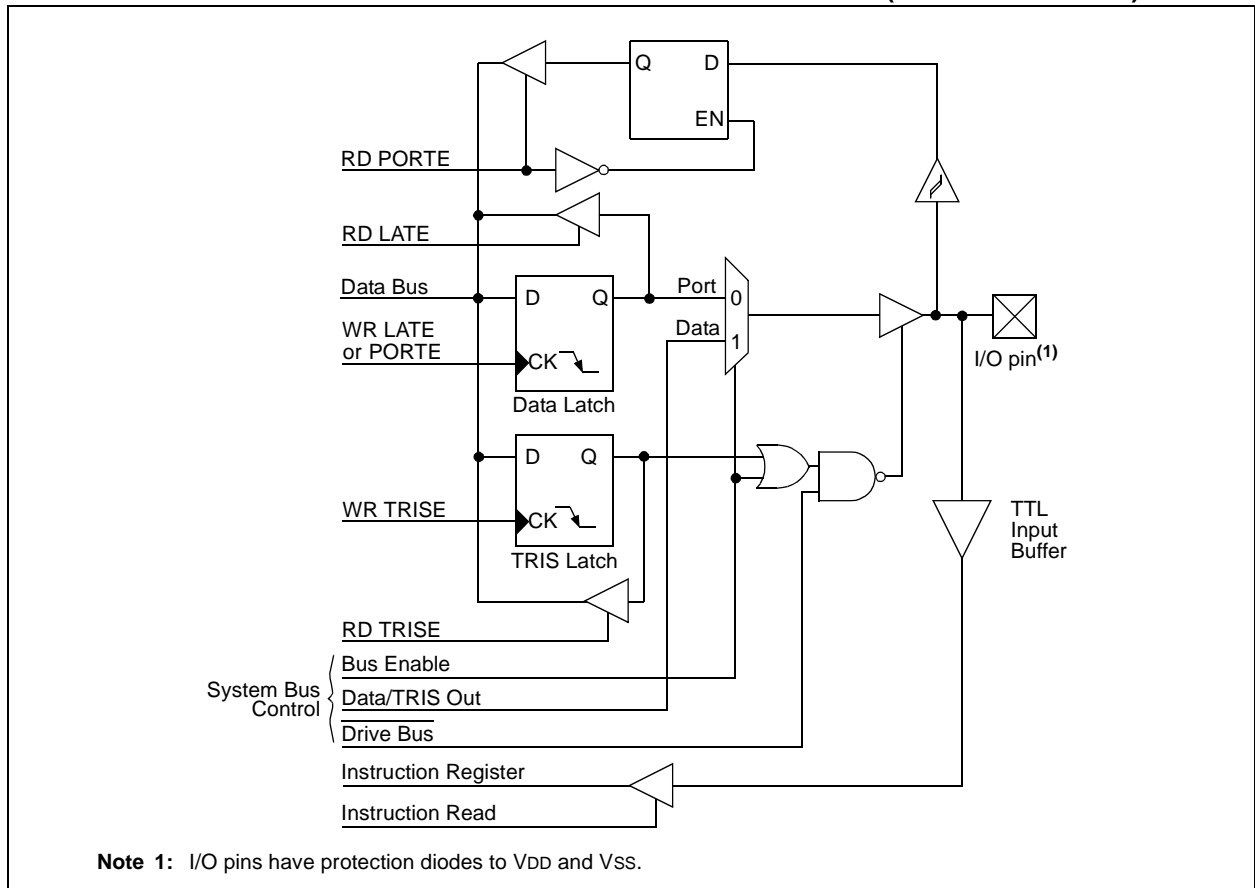 Q D
EN
RD PORTE
RD LATE
Data Bus
D Q
Port
0
WR LATE
or PORTE
Data
1
CK
Data Latch
I/O pin(1)
D Q
WR TRISE
CK
TRIS Latch
TTL
Input
Buffer
RD TRISE
System Bus
Control
Bus Enable
Data/TRIS Out
Drive Bus
Instruction Register
Instruction Read
Note 1: I/O pins have protection diodes to VDD and VSS.